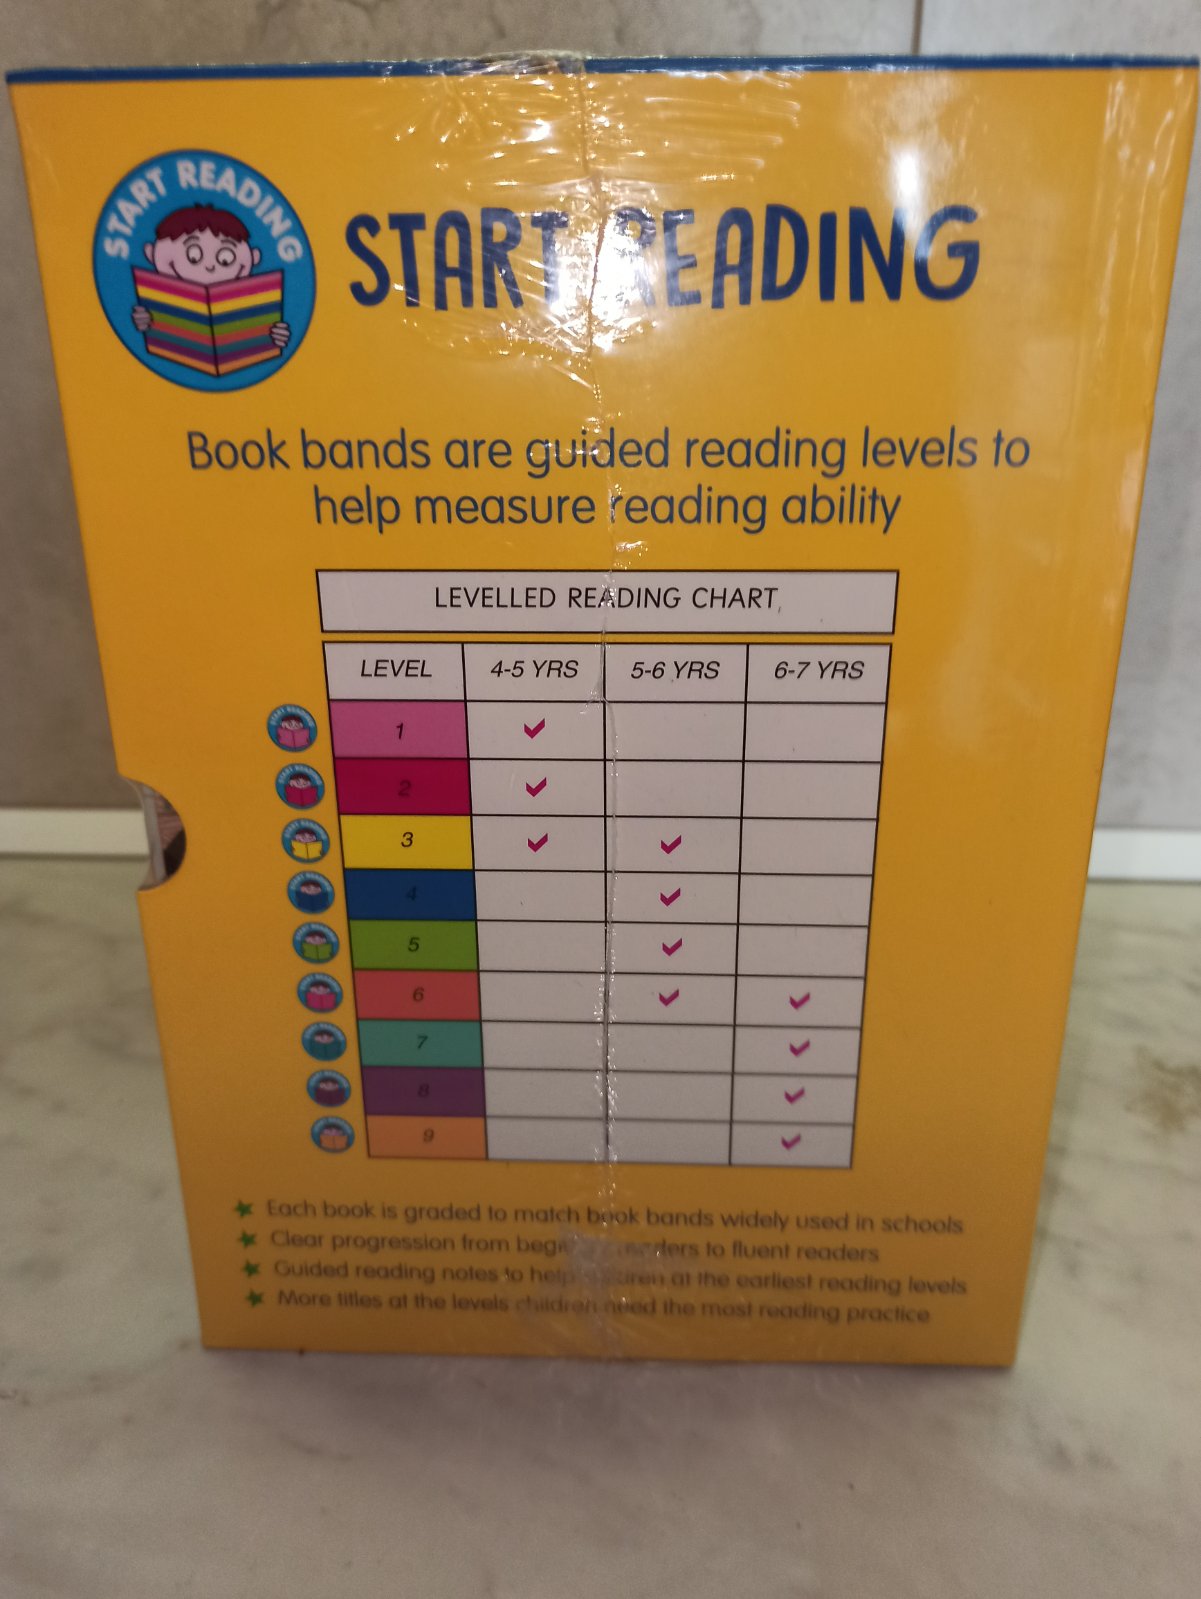 START READING
START READING
Book bands are guided reading levels to
help measure reading ability
LEVELLED READING CHART
LEVEL 4-5 YRS 5-6 YRS 6-7 YRS
1
2
3
4
5
6
7
8
9
Each book is graded to match book bands widely used in schools
Clear progression from to fluent readers
Guided reading notes to help at the earliest reading levels
More titles at the levels children need the most reading practice